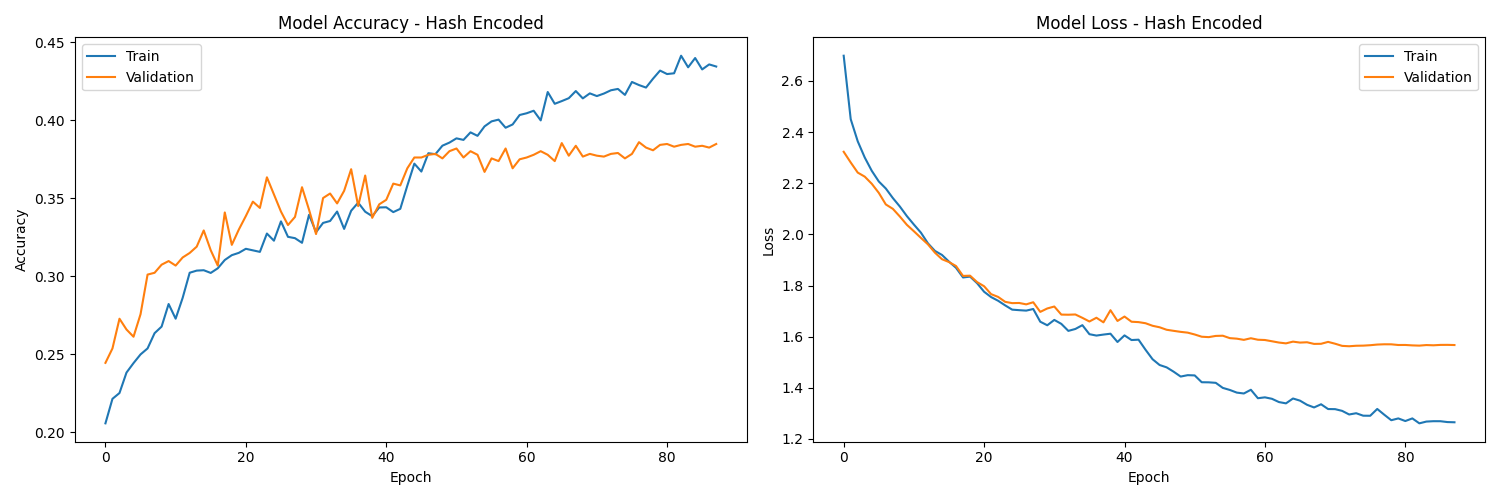 Model Accuracy - Hash Encoded
Train
Validation
Accuracy
0.45
0.40
0.35
0.30
0.25
0.20
0
20
40
60
80
Epoch
Model Loss - Hash Encoded
Train
Validation
Loss
2.6
2.4
2.2
2.0
1.8
1.6
1.4
1.2
0
20
40
60
80
Epoch